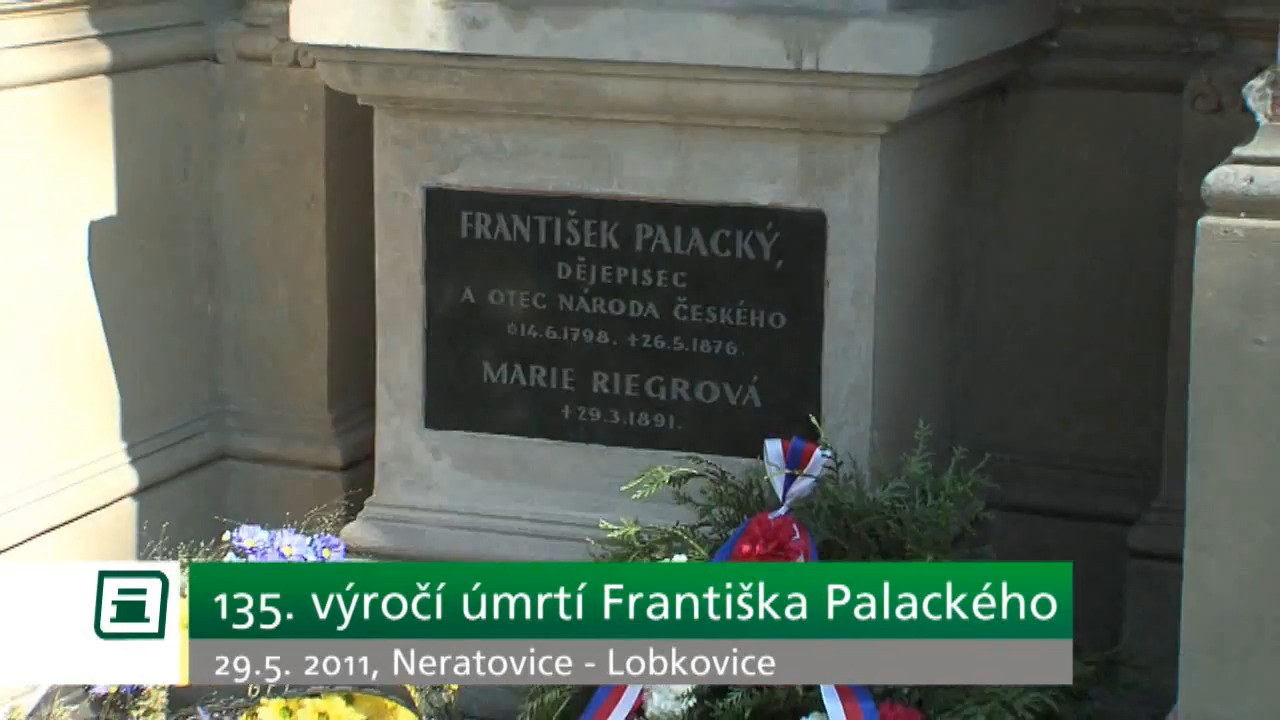 FRANTIŠEK PALACKÝ,
DĚJEPISEC
A OTEC NÁRODA ČESKÉHO
*14.6.1798. †26.5.1876.
MARIE RIEGROVÁ
†29.3.1891.
135. výročí úmrtí Františka Palackého
29.5. 2011, Neratovice - Lobkovice